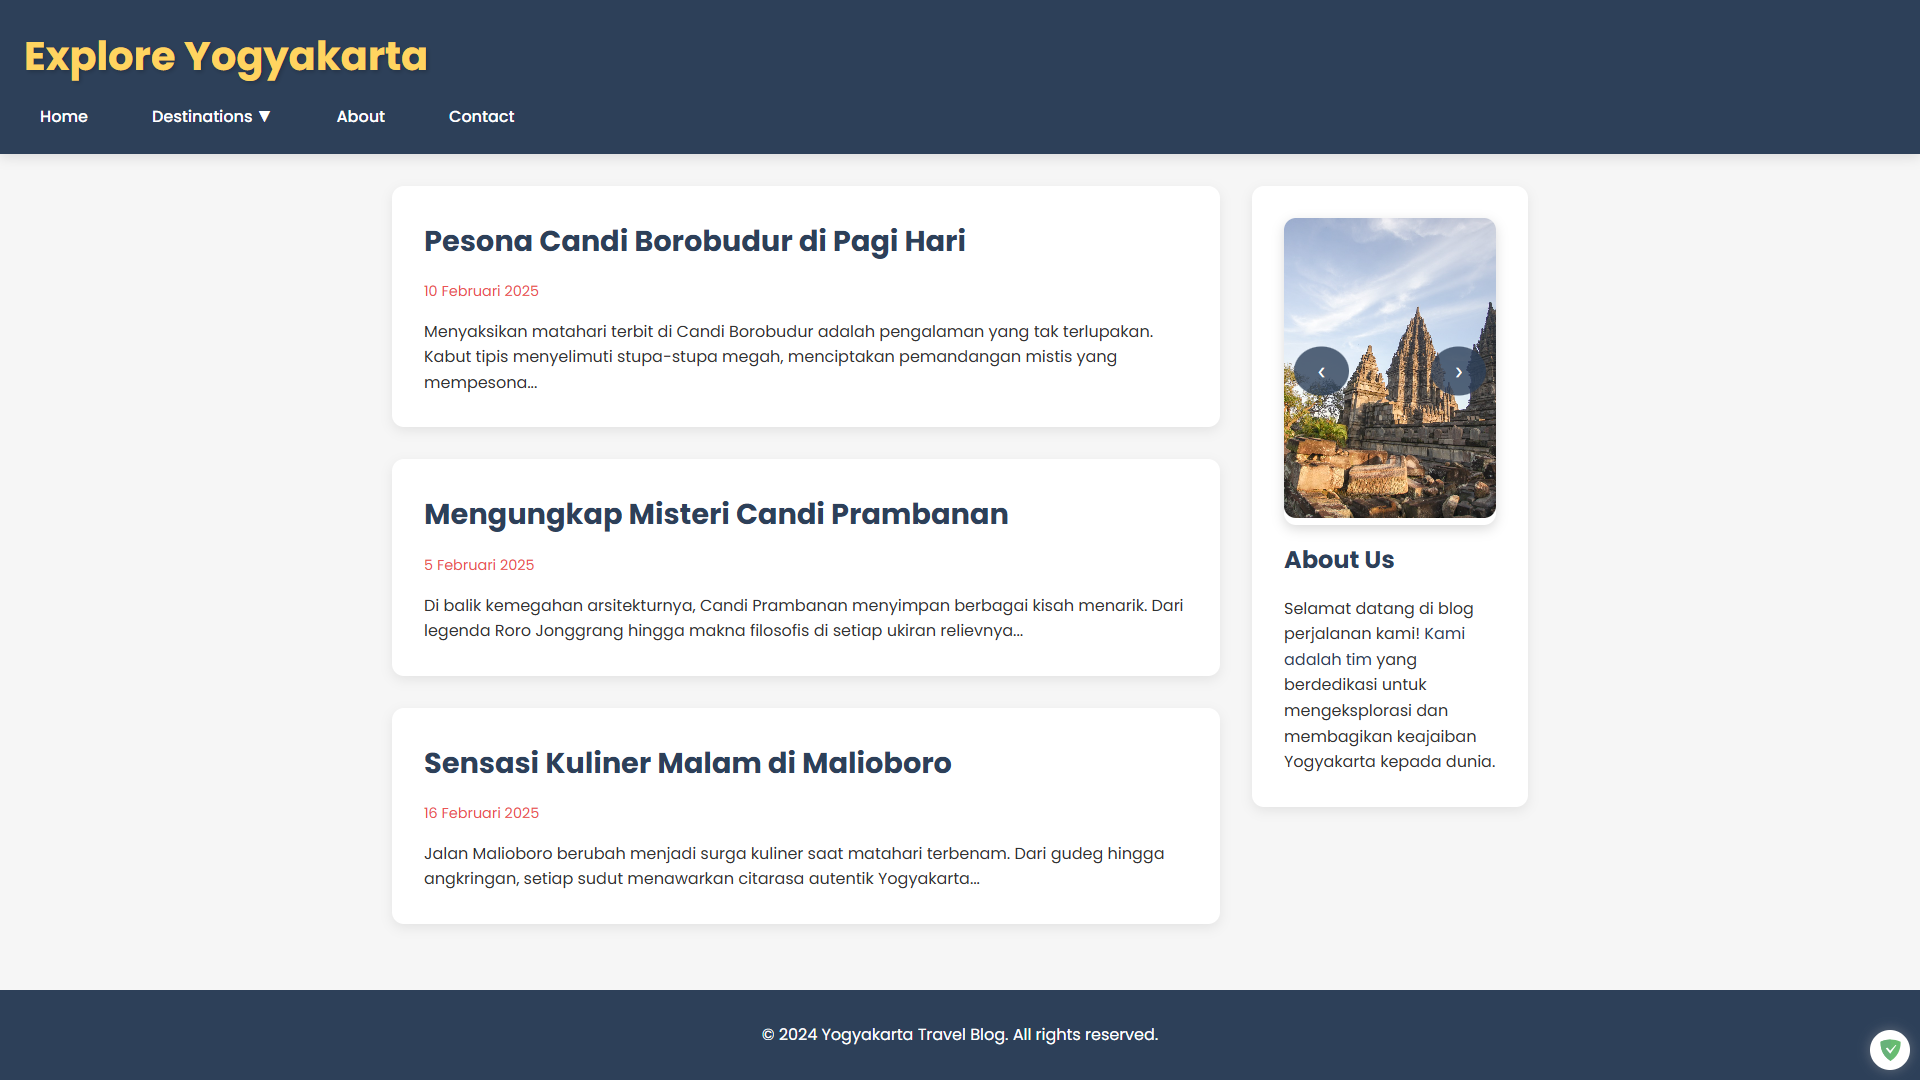 Explore Yogyakarta
Home
Destinations ▼
About
Contact
Pesona Candi Borobudur di Pagi Hari
10 Februari 2025
Menyaksikan matahari terbit di Candi Borobudur adalah pengalaman yang tak terlupakan.
Kabut tipis menyelimuti stupa-stupa megah, menciptakan pemandangan mistis yang
mempesona...
Mengungkap Misteri Candi Prambanan
5 Februari 2025
Di balik kemegahan arsitekturnya, Candi Prambanan menyimpan berbagai kisah menarik. Dari
legenda Roro Jonggrang hingga makna filosofis di setiap ukiran relievnya...
Sensasi Kuliner Malam di Malioboro
16 Februari 2025
Jalan Malioboro berubah menjadi surga kuliner saat matahari terbenam. Dari gudeg hingga
angkringan, setiap sudut menawarkan citarasa autentik Yogyakarta...
‹ ›
About Us
Selamat datang di blog
perjalanan kami! Kami
adalah tim yang
berdedikasi untuk
mengeksplorasi dan
membagikan keajaiban
Yogyakarta kepada dunia.
© 2024 Yogyakarta Travel Blog. All rights reserved.